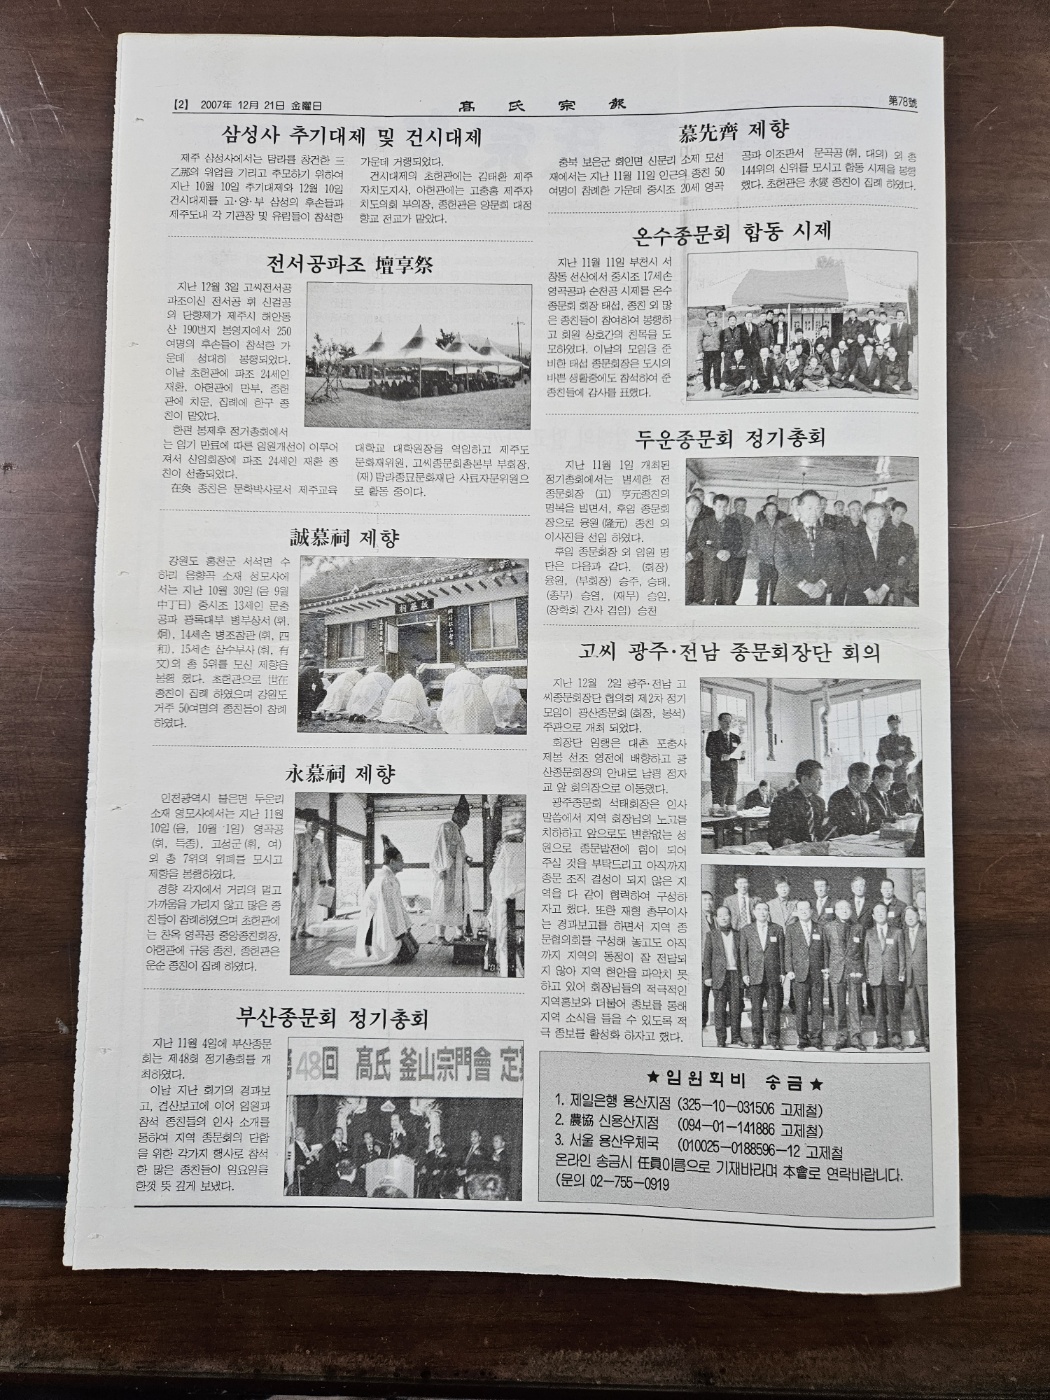 【2】 2007年 12月 21日 金曜日
高 氏 宗 報
第78號
삼성사 추기대제 및 건시대제
제주 삼성사에서는 탐라를 창건한 三
乙那의 위업을 기리고 추모하기 위하여
지난 10월 10일 추기대제와 12월 10일
건시대제를 고·양·부 삼성의 후손들과
제주도내 각 기관장 및 유림들이 참석한
가운데 거행되었다.
건시대제의 초헌관에는 김태환 제주
자치도지사, 아헌관에는 고충홍 제주자
치도의회 부의장, 종헌관은 양문희 대정
향교 전교가 맡았다.
전서공파조 壇享祭
지난 12월 3일 고씨전서공
파조이신 전서공 휘 신걸공
의 단향제가 제주시 해안동
산 190번지 봉영지에서 250
여명의 후손들이 참석한 가
운데 성대히 봉행되었다.
이날 초헌관에 파조 24세인
재환, 아헌관에 만부, 종헌
관에 치문, 집례에 한구 종
친이 맡았다.
한편 봉제후 정기총회에서
는 임기 만료에 따른 임원개선이 이루어
져서 신임회장에 파조 24세인 재환 종
친이 선출되었다.
在奐 종친은 문학박사로서 제주교육
대학교 대학원장을 역임하고 제주도
문화재위원, 고씨종문회총본부 부회장,
(재)탐라종묘문화재단 사료자문위원으
로 활동 중이다.
誠慕祠 제향
강원도 홍천군 서석면 수
하리 음향곡 소재 성모사에
서는 지난 10월 30일(음 9월
中丁日) 중시조 13세인 문충
공파 광록대부 병부상서(휘,
烱), 14세손 병조참판(휘, 四
和), 15세손 삼수부사(휘, 有
文)외 총 5위를 모신 제향을
봉행 했다. 초헌관으로 世在
종친이 집례 하였으며 강원도
거주 50여명의 종친들이 참례
하였다.
永慕祠 제향
인천광역시 불은면 두운리
소재 영모사에서는 지난 11월
10일(음, 10월 1일) 영곡공
(휘, 득종), 고성군(휘, 여)
외 총 7위의 위패를 모시고
제향을 봉행하였다.
경향 각지에서 거리의 멀고
가까움을 가리지 않고 많은 종
친들이 참례하였으며 초헌관에
는 찬옥 영곡공 중앙종친회장,
아헌관에 규웅 종친, 종헌관은
운순 종친이 집례 하였다.
부산종문회 정기총회
지난 11월 4일에 부산종문
회는 제48회 정기총회를 개
최하였다.
이날 지난 회기의 경과보
고, 결산보고에 이어 임원과
참석 종친들의 인사 소개를
통하여 지역 종문회의 단합
을 위한 각가지 행사로 참석
한 많은 종친들이 일요일을
한껏 뜻 깊게 보냈다.
48回 高氏 釜山宗門會 定
慕先齊 제향
충북 보은군 회인면 신문리 소재 모선
재에서는 지난 11월 11일 인근의 종친 50
여명이 참례한 가운데 중시조 20세 영곡
공파 이조판서 문곡공(휘, 태의) 외 총
144위의 신위를 모시고 합동 시제를 봉행
했다. 초헌관은 永燮 종친이 집례 하였다.
온수종문회 합동 시제
지난 11월 11일 부천시 서
참동 선산에서 중시조 17세손
영곡공과 순천공 시제를 온수
종문회 회장 태섭, 종친 외 많
은 종친들이 참여하여 봉행하
고 회원 상호간의 친목을 도
모하였다. 이날의 모임을 준
비한 태섭 종문회장은 도시의
바쁜 생활중에도 참석하여 준
종친들에 감사를 표했다.
두운종문회 정기총회
지난 11월 1일 개최된
정기총회에서는 별세한 전
종문회장 (고) 亨元종친의
명복을 빌면서, 후임 종문회
장으로 융원(隆元) 종친 외
이사진을 선임 하였다.
후임 종문회장 외 임원 명
단은 다음과 같다. (회장)
융원, (부회장) 승주, 승태,
(총무) 승염, (재무) 승인,
(장학회 간사 겸임) 승진
고씨 광주·전남 종문회장단 회의
지난 12월 2일 광주·전남 고
씨종문회장단 협의회 제2차 정기
모임이 광산종문회(회장, 봉석)
주관으로 개최 되었다.
회장단 일행은 대촌 포충사
제봉 선조 영전에 배향하고 광
산종문회장의 안내로 남평 전자
교 앞 회의장으로 이동했다.
광주종문회 석태회장은 인사
말씀에서 지역 회장님의 노고를
치하하고 앞으로도 변함없는 성
원으로 종문발전에 힘이 되어
주실 것을 부탁드리고 아직까지
종문 조직 결성이 되지 않은 지
역을 다 같이 협력하여 구성하
자고 했다. 또한 재형 총무이사
는 경과보고를 하면서 지역 종
문협의회를 구성해 놓고도 아직
까지 지역의 동정이 잘 전달되
지 않아 지역 현안을 파악치 못
하고 있어 회장님들의 적극적인
지역홍보와 더불어 종보를 통해
지역 소식을 들을 수 있도록 적
극 종보를 활성화 하자고 했다.
★임원회비 송금★
1. 제일은행 용산지점 (325-10-031506 고제철)
2. 農協 신용산지점 (094-01-141886 고제철)
3. 서울 용산우체국 (010025-0188596-12 고제철
온라인 송금시 任員이름으로 기재바라며 本會로 연락바랍니다.
(문의 02-755-0919